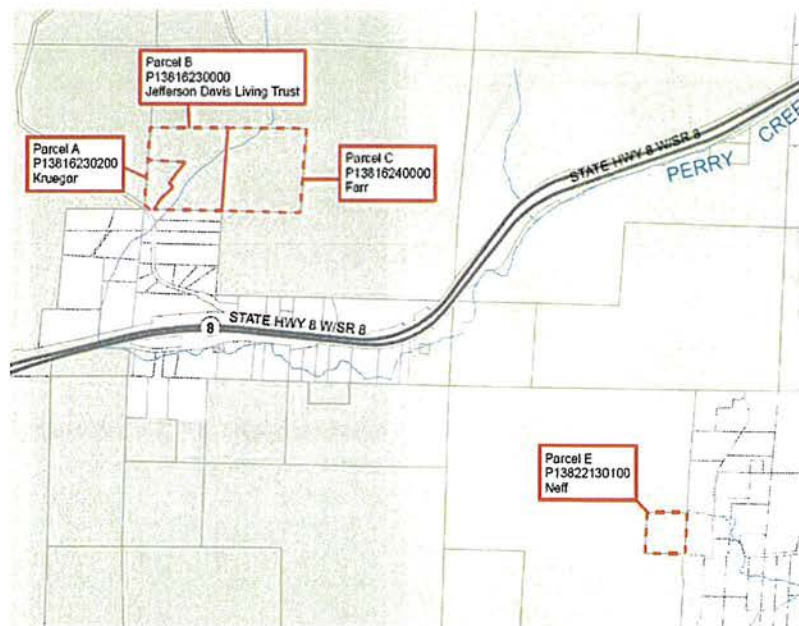 Parcel B
P13816230000
Jefferson Davis Living Trust
Parcel A
P13816230200
Kruegar
Parcel C
P13816240000
Farr
STATE HWY 8 W/SR 8
PERRY CREE
STATE HWY 8 W/SR 8
8
Parcel E
P13822130100
Neff